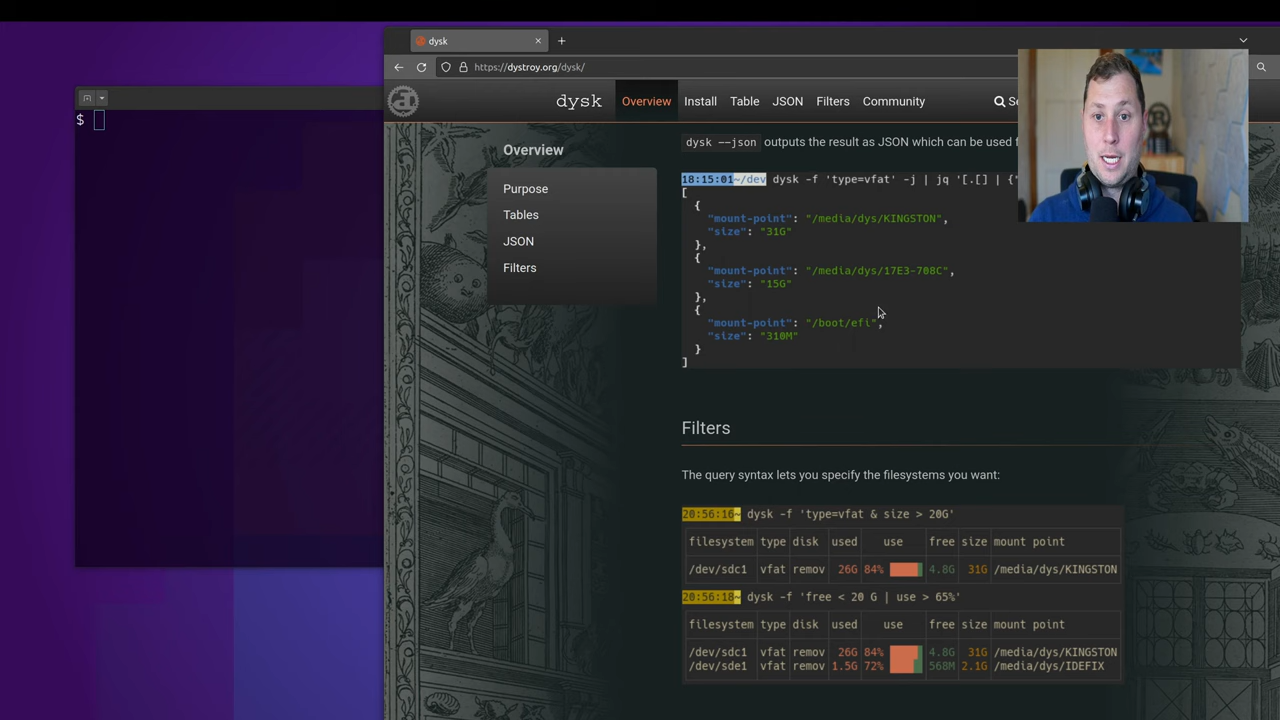 dysk
https://dystroy.org/dysk/
dysk Overview Install Table JSON Filters Community
$
Overview
Purpose
Tables
JSON
Filters
dysk --json outputs the result as JSON which can be used
18:15:01~/dev dysk -f 'type=vfat' -j | jq '[.[] | {"
[
{
"mount-point": "/media/dys/KINGSTON",
"size": "31G"
},
{
"mount-point": "/media/dys/17E3-708C",
"size": "15G"
},
{
"mount-point": "/boot/efi",
"size": "310M"
}
]
Filters
The query syntax lets you specify the filesystems you want:
20:56:16~ dysk -f 'type=vfat & size > 20G'
filesystem type disk used use free size mount point
/dev/sdc1 vfat remov 26G 84% 4.8G 31G /media/dys/KINGSTON
20:56:18~ dysk -f 'free < 20 G | use > 65%'
filesystem type disk used use free size mount point
/dev/sdc1 vfat remov 26G 84% 4.8G 31G /media/dys/KINGSTON
/dev/sde1 vfat remov 1.5G 72% 568M 2.1G /media/dys/IDEFIX